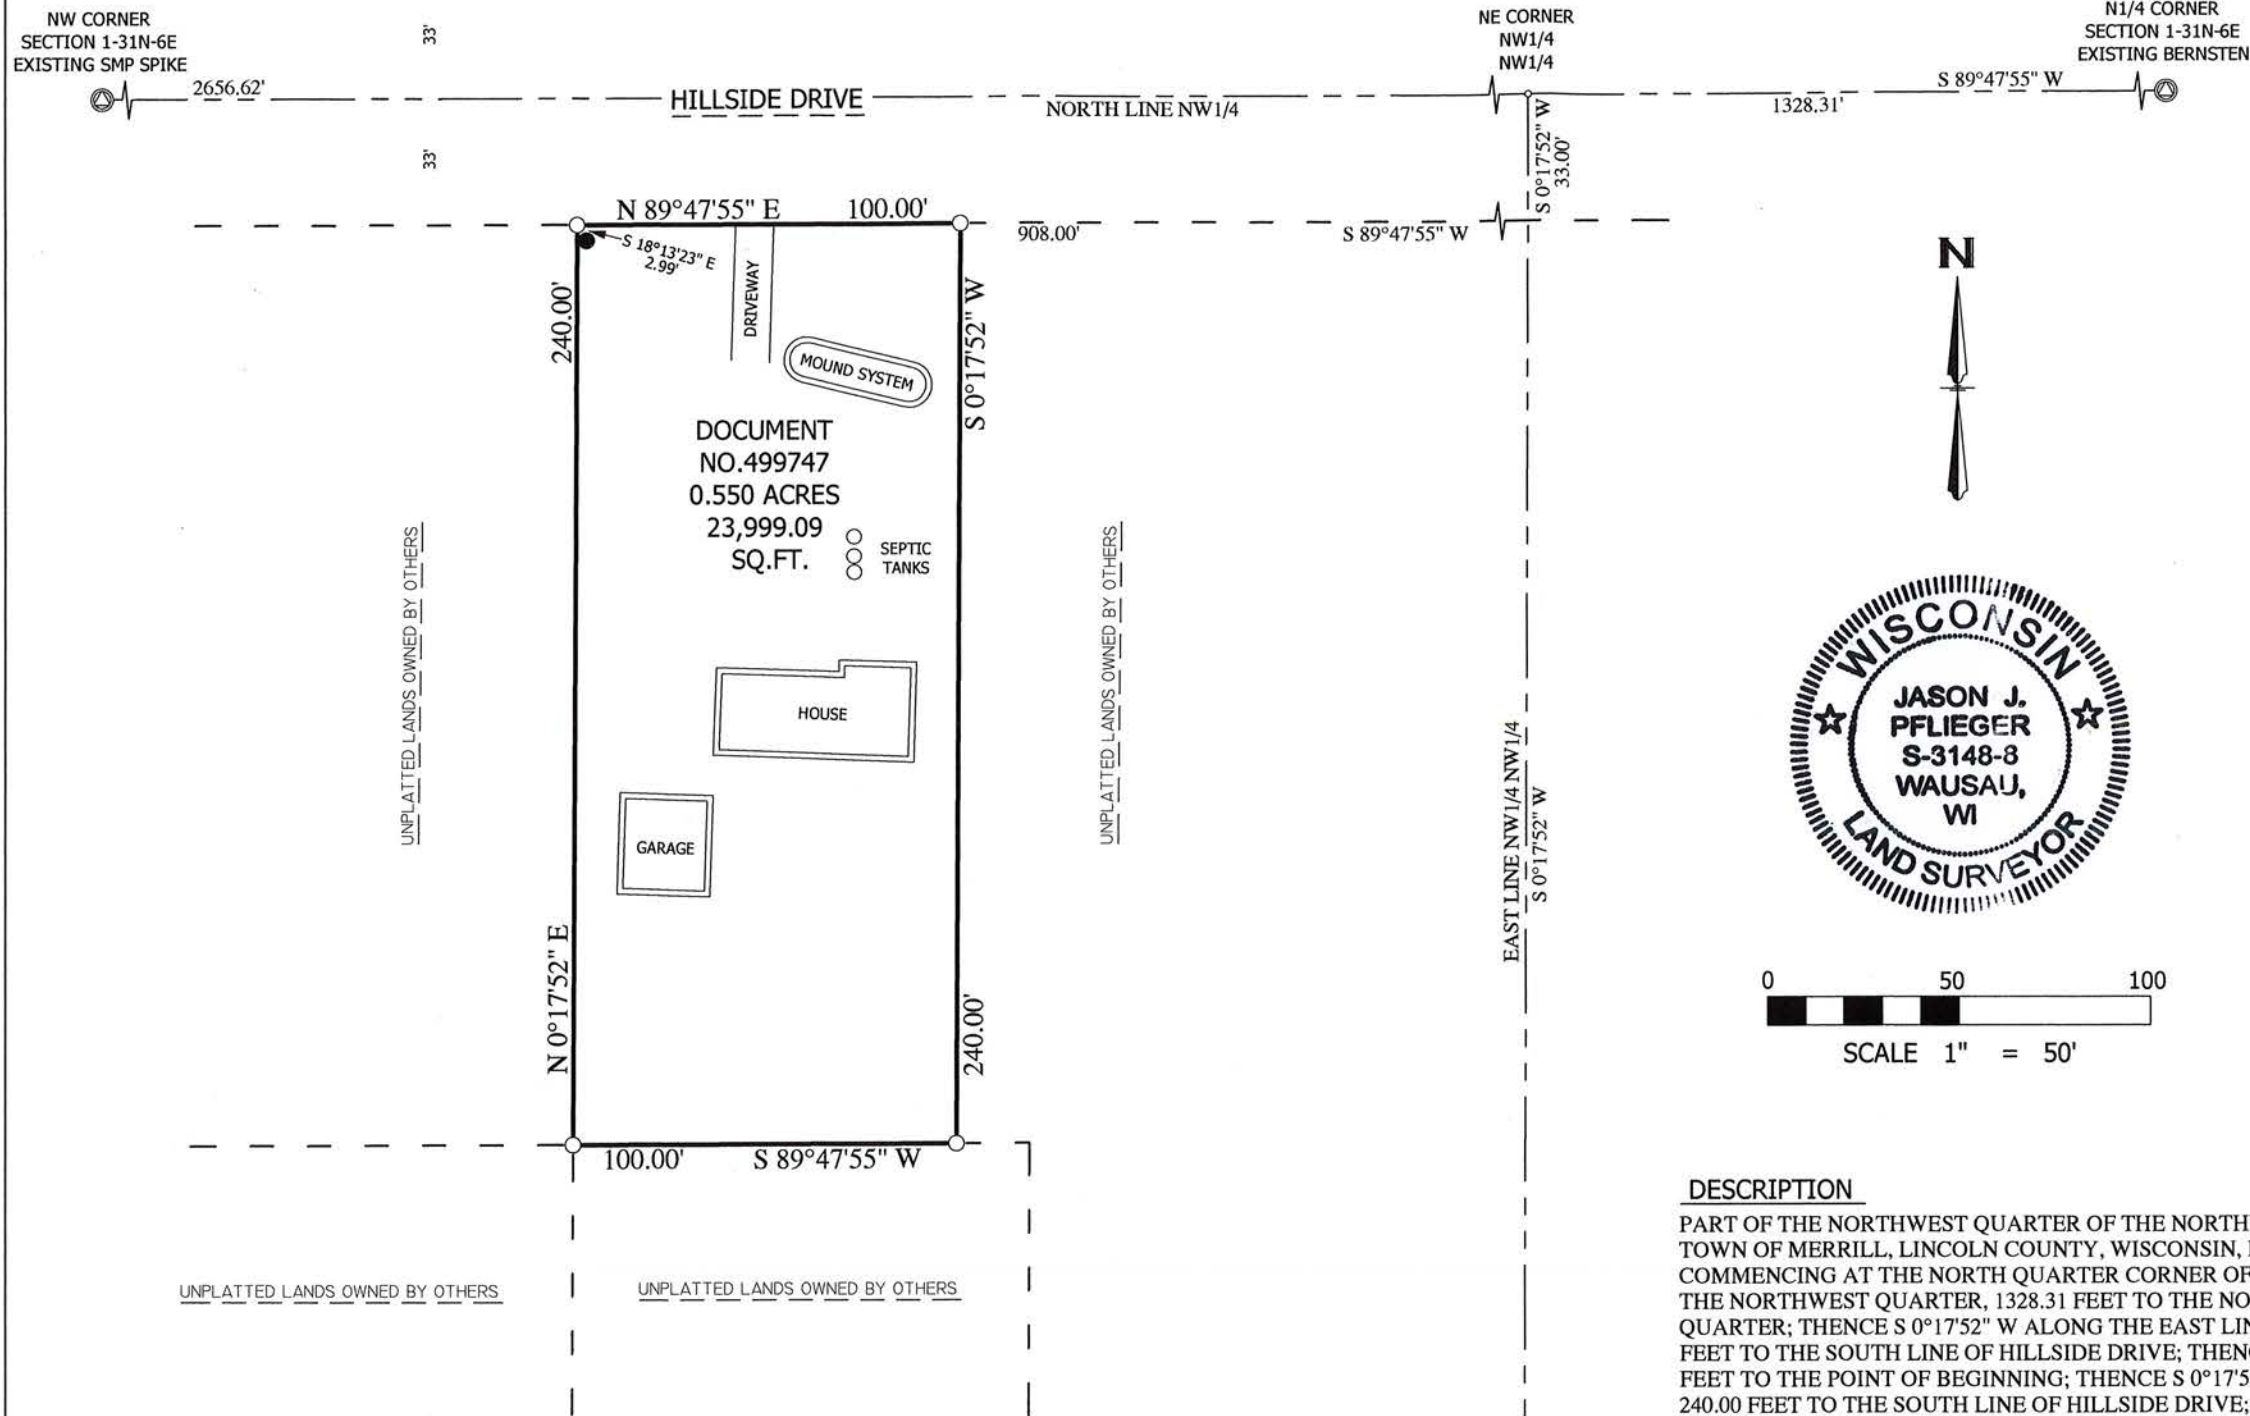 NW CORNER
SECTION 1-31N-6E
EXISTING SMP SPIKE
33'
NE CORNER
NW1/4
NW1/4
N1/4 CORNER
SECTION 1-31N-6E
EXISTING BERNSTEN
2656.62'
HILLSIDE DRIVE
NORTH LINE NW1/4
1328.31'
S 89°47'55" W
33'
S 0°17'52" W
33.00'
N 89°47'55" E 100.00'
908.00'
S 89°47'55" W
S 18°13'23" E
2.99'
240.00'
DRIVEWAY
MOUND SYSTEM
S 0°17'52" W
N
DOCUMENT
NO.499747
0.550 ACRES
23,999.09
SQ.FT.
SEPTIC
TANKS
UNPLATTED LANDS OWNED BY OTHERS
UNPLATTED LANDS OWNED BY OTHERS
HOUSE
GARAGE
EAST LINE NW1/4 NW1/4
S 0°17'52" W
WISCONSIN
JASON J.
PFLIEGER
S-3148-8
WAUSAU,
WI
LAND SURVEYOR
N 0°17'52" E
240.00'
0 50 100
SCALE 1" = 50'
100.00' S 89°47'55" W
UNPLATTED LANDS OWNED BY OTHERS
UNPLATTED LANDS OWNED BY OTHERS
DESCRIPTION
PART OF THE NORTHWEST QUARTER OF THE NORTH
TOWN OF MERRILL, LINCOLN COUNTY, WISCONSIN,
COMMENCING AT THE NORTH QUARTER CORNER OF
THE NORTHWEST QUARTER, 1328.31 FEET TO THE NO
QUARTER; THENCE S 0°17'52" W ALONG THE EAST LIN
FEET TO THE SOUTH LINE OF HILLSIDE DRIVE; THEN
FEET TO THE POINT OF BEGINNING; THENCE S 0°17'5
240.00 FEET TO THE SOUTH LINE OF HILLSIDE DRIVE;